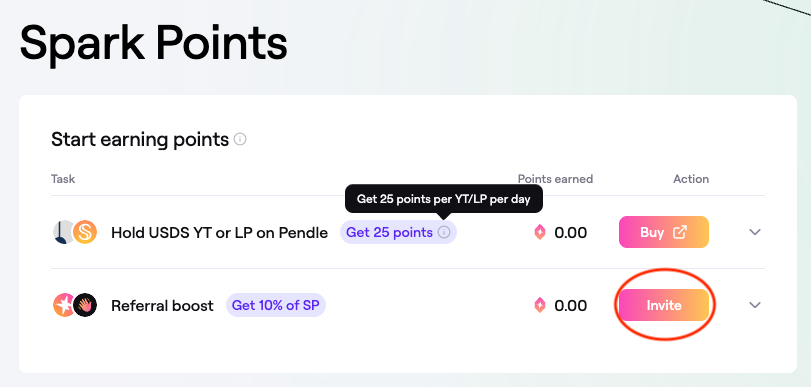 Spark Points
Start earning points
Task Points earned Action
Get 25 points per YT/LP per day
Hold USDS YT or LP on Pendle Get 25 points 0.00 Buy
Referral boost Get 10% of SP 0.00 Invite